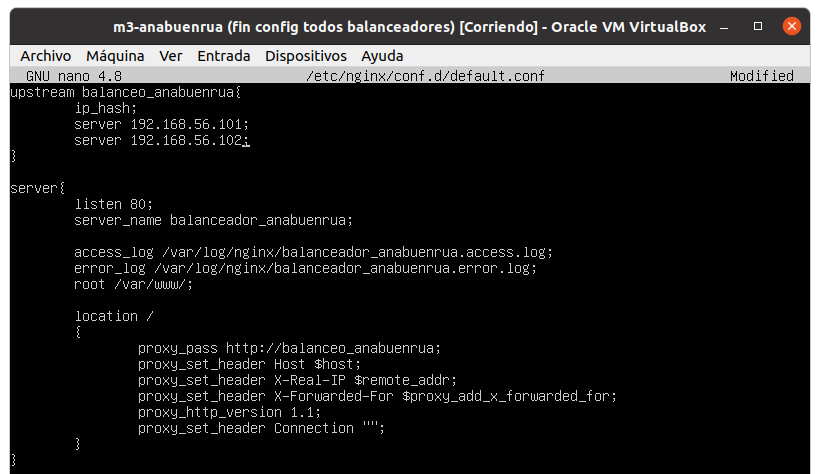 m3-anabuenrua (fin config todos balanceadores) [Corriendo] - Oracle VM VirtualBox
Archivo Máquina Ver Entrada Dispositivos Ayuda
GNU nano 4.8 /etc/nginx/conf.d/default.conf Modified
upstream balanceo_anabuenrua{
        ip_hash;
        server 192.168.56.101;
        server 192.168.56.102;
}
server{
        listen 80;
        server_name balanceador_anabuenrua;
        access_log /var/log/nginx/balanceador_anabuenrua.access.log;
        error_log /var/log/nginx/balanceador_anabuenrua.error.log;
        root /var/www/;
        location /
        {
                proxy_pass http://balanceo_anabuenrua;
                proxy_set_header Host $host;
                proxy_set_header X-Real-IP $remote_addr;
                proxy_set_header X-Forwarded-For $proxy_add_x_forwarded_for;
                proxy_http_version 1.1;
                proxy_set_header Connection "";
        }
}